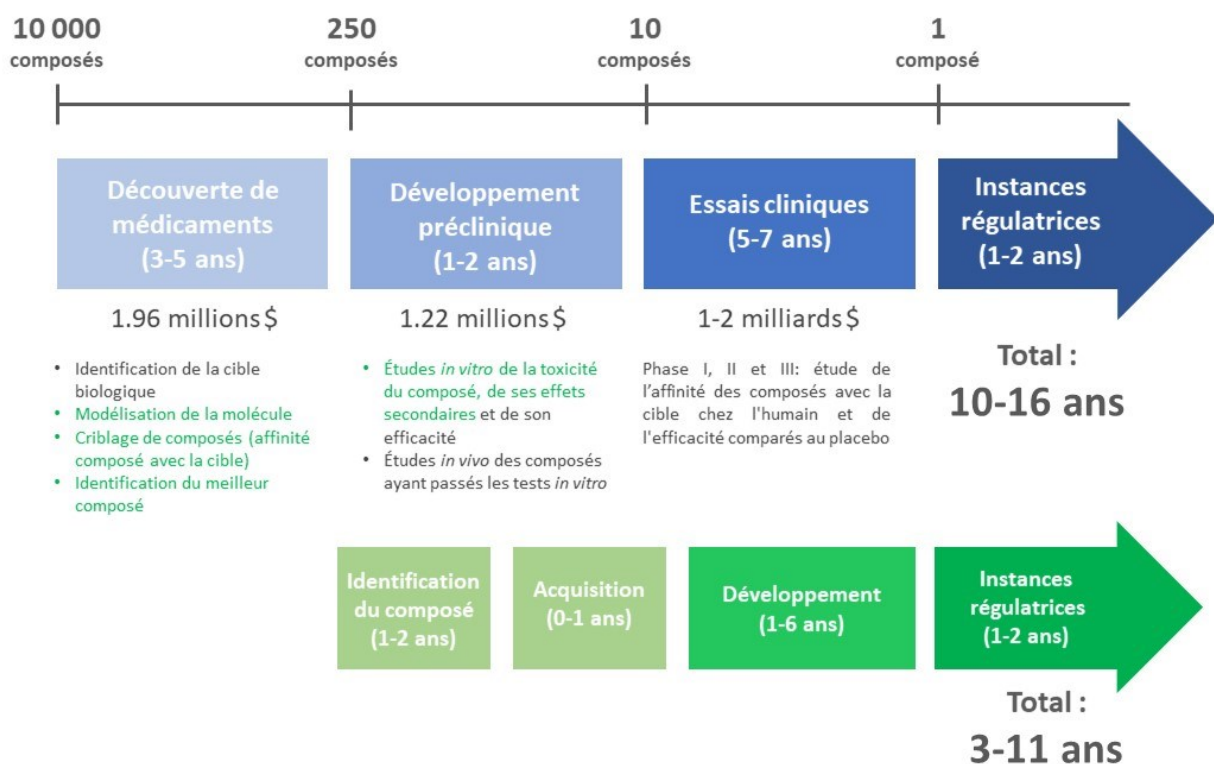 10 000
composés
250
composés
10
composés
1
composé
Découverte de
médicaments
(3-5 ans)
Développement
préclinique
(1-2 ans)
Essais cliniques
(5-7 ans)
Instances
régulatrices
(1-2 ans)
1.96 millions $
1.22 millions $
1-2 milliards $
• Identification de la cible
biologique
• Modélisation de la molécule
• Criblage de composés (affinité
composé avec la cible)
• Identification du meilleur
composé
• Études in vitro de la toxicité
du composé, de ses effets
secondaires et de son
efficacité
• Études in vivo des composés
ayant passés les tests in vitro
Phase I, II et III: étude de
l’affinité des composés avec la
cible chez l'humain et de
l'efficacité comparés au placebo
Total :
10-16 ans
Identification
du composé
(1-2 ans)
Acquisition
(0-1 ans)
Développement
(1-6 ans)
Instances
régulatrices
(1-2 ans)
Total :
3-11 ans